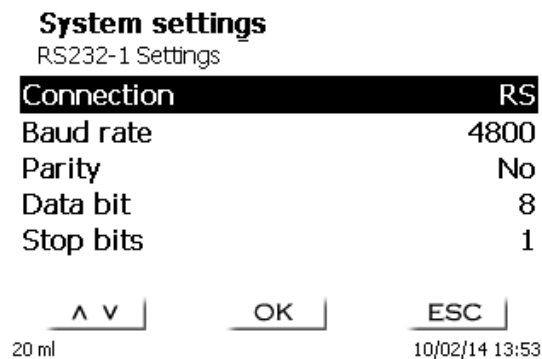 System settings
RS232-1 Settings
Connection RS
Baud rate 4800
Parity No
Data bit 8
Stop bits 1
∧ ∨ OK ESC
20 ml 10/02/14 13:53